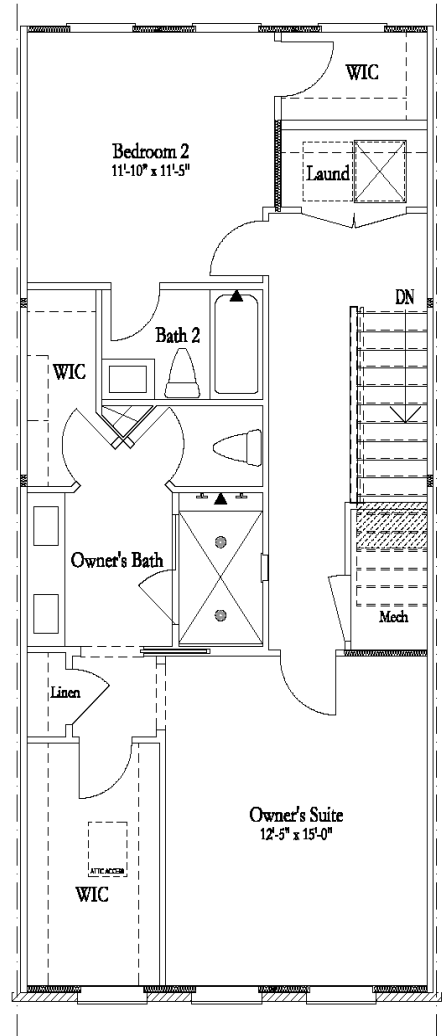 WIC
Bedroom 2
11'-10" x 11'-5"
Laund
DN
Bath 2
WIC
Owner's Bath
Mech
Linen
Owner's Suite
12'-5" x 15'-0"
ATTIC ACCESS
WIC